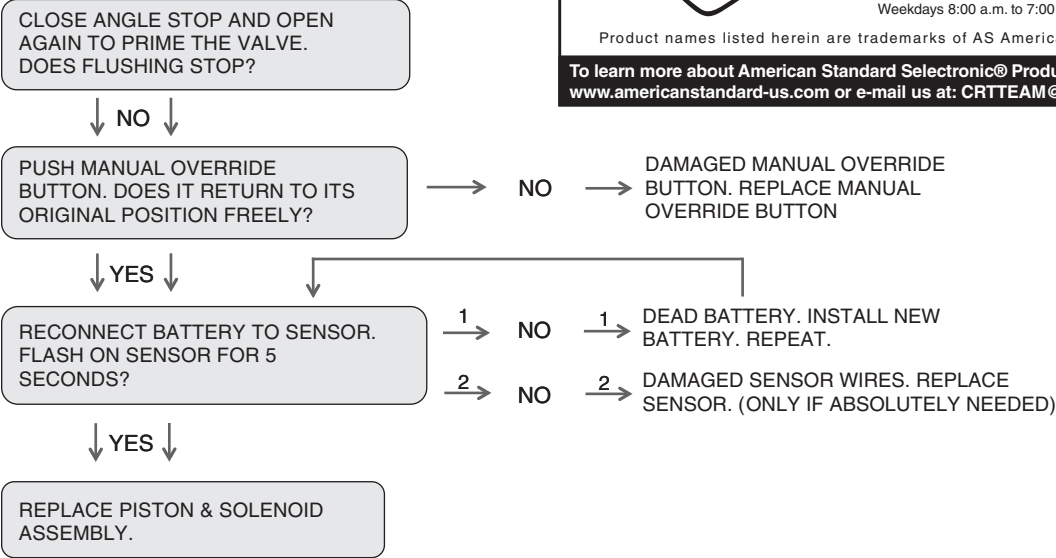 CLOSE ANGLE STOP AND OPEN
AGAIN TO PRIME THE VALVE.
DOES FLUSHING STOP?
Weekdays 8:00 a.m. to 7:00
Product names listed herein are trademarks of AS
To learn more about American Standard Selectronic®
www.americanstandard-us.com or e-mail us at:
NO
PUSH MANUAL OVERRIDE
BUTTON. DOES IT RETURN TO ITS
ORIGINAL POSITION FREELY?
NO
DAMAGED MANUAL OVERRIDE
BUTTON. REPLACE MANUAL
OVERRIDE BUTTON
YES
RECONNECT BATTERY TO SENSOR.
FLASH ON SENSOR FOR 5
SECONDS?
1 NO 1
DEAD BATTERY. INSTALL NEW
BATTERY. REPEAT.
2 NO 2
DAMAGED SENSOR WIRES. REPLACE
SENSOR. (ONLY IF ABSOLUTELY NEEDED)
YES
REPLACE PISTON & SOLENOID
ASSEMBLY.